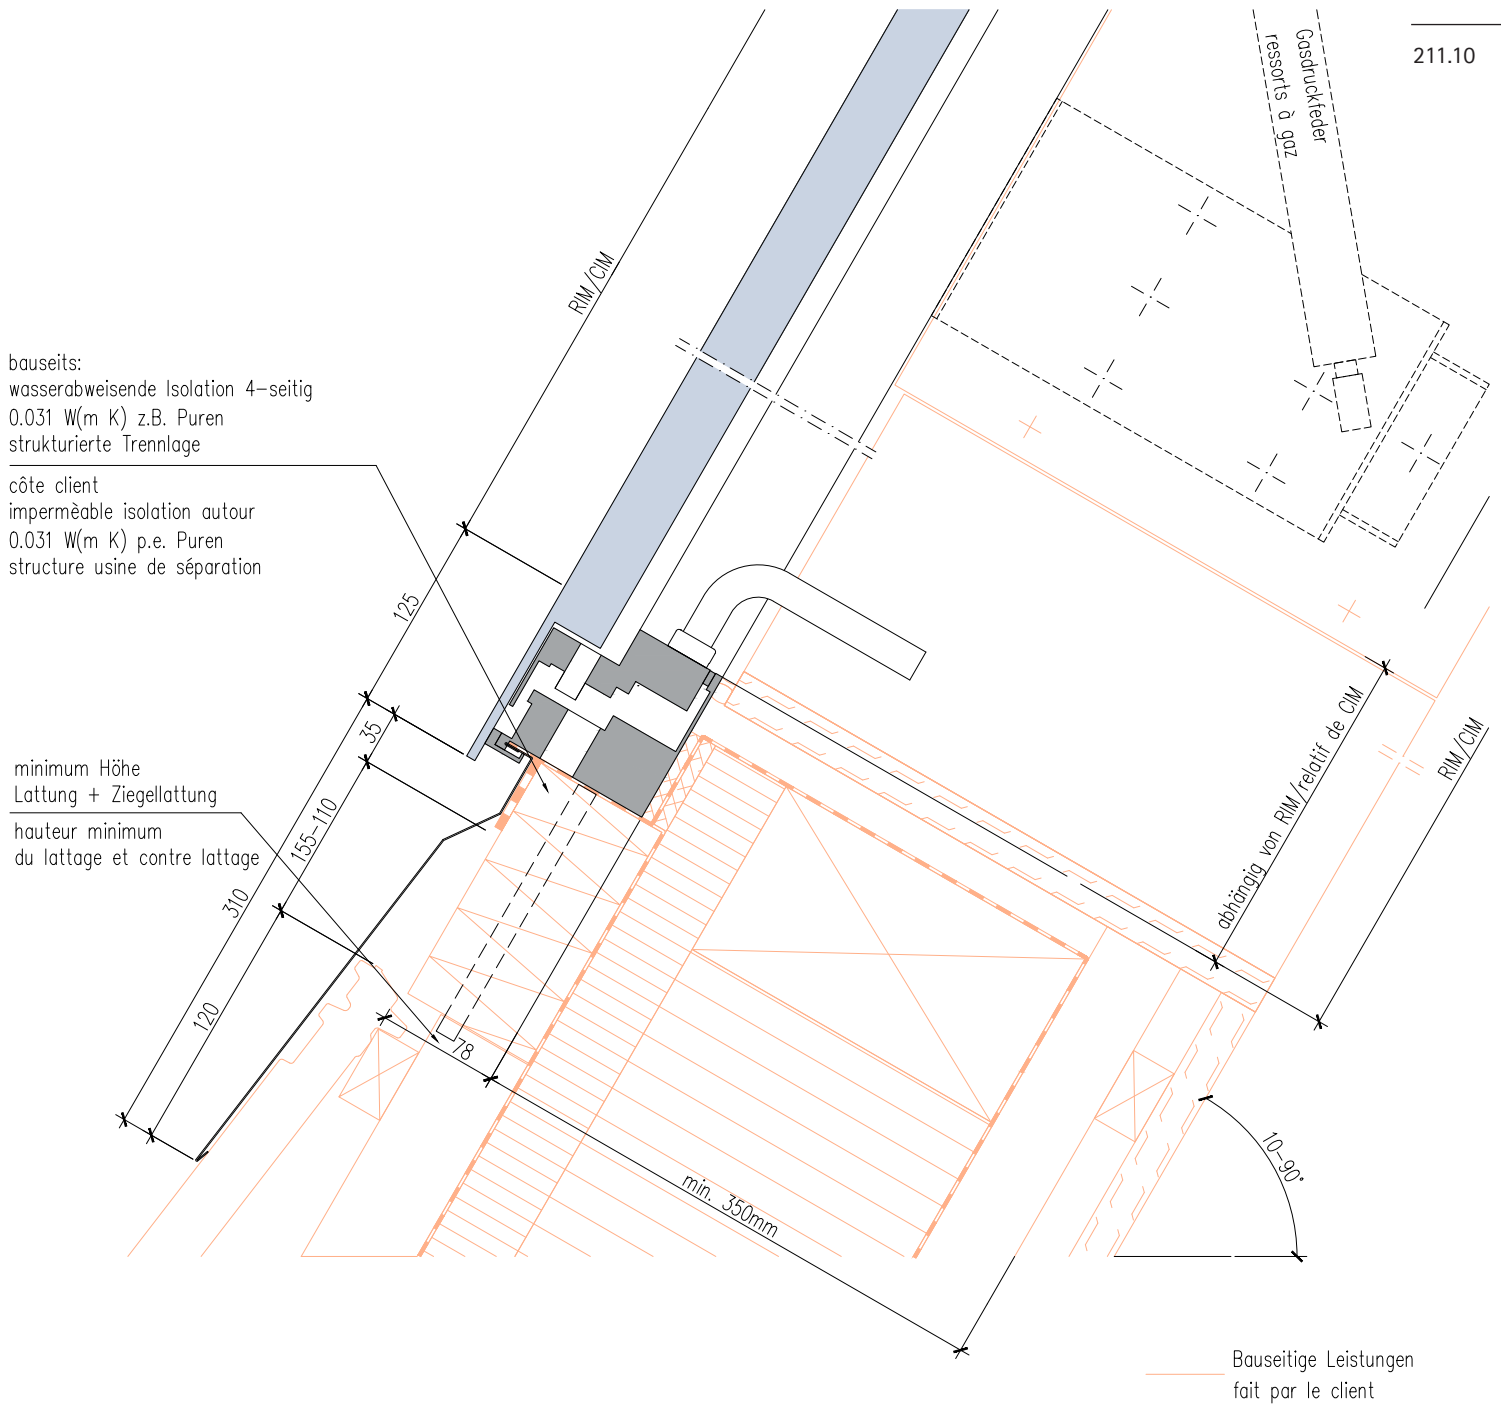 211.10
Gasdruckfeder
ressorts à gaz
RIM/CIM
bauseits:
wasserabweisende Isolation 4-seitig
0.031 W(m K) z.B. Puren
strukturierte Trennlage
côte client
impermèable isolation autour
0.031 W(m K) p.e. Puren
structure usine de séparation
125
35
minimum Höhe
Lattung + Ziegellattung
hauteur minimum
du lattage et contre lattage
155-110
310
120
78
abhängig von RIM/relatif de CIM
RIM/CIM
min. 350mm
10-90°
Bauseitige Leistungen
fait par le client